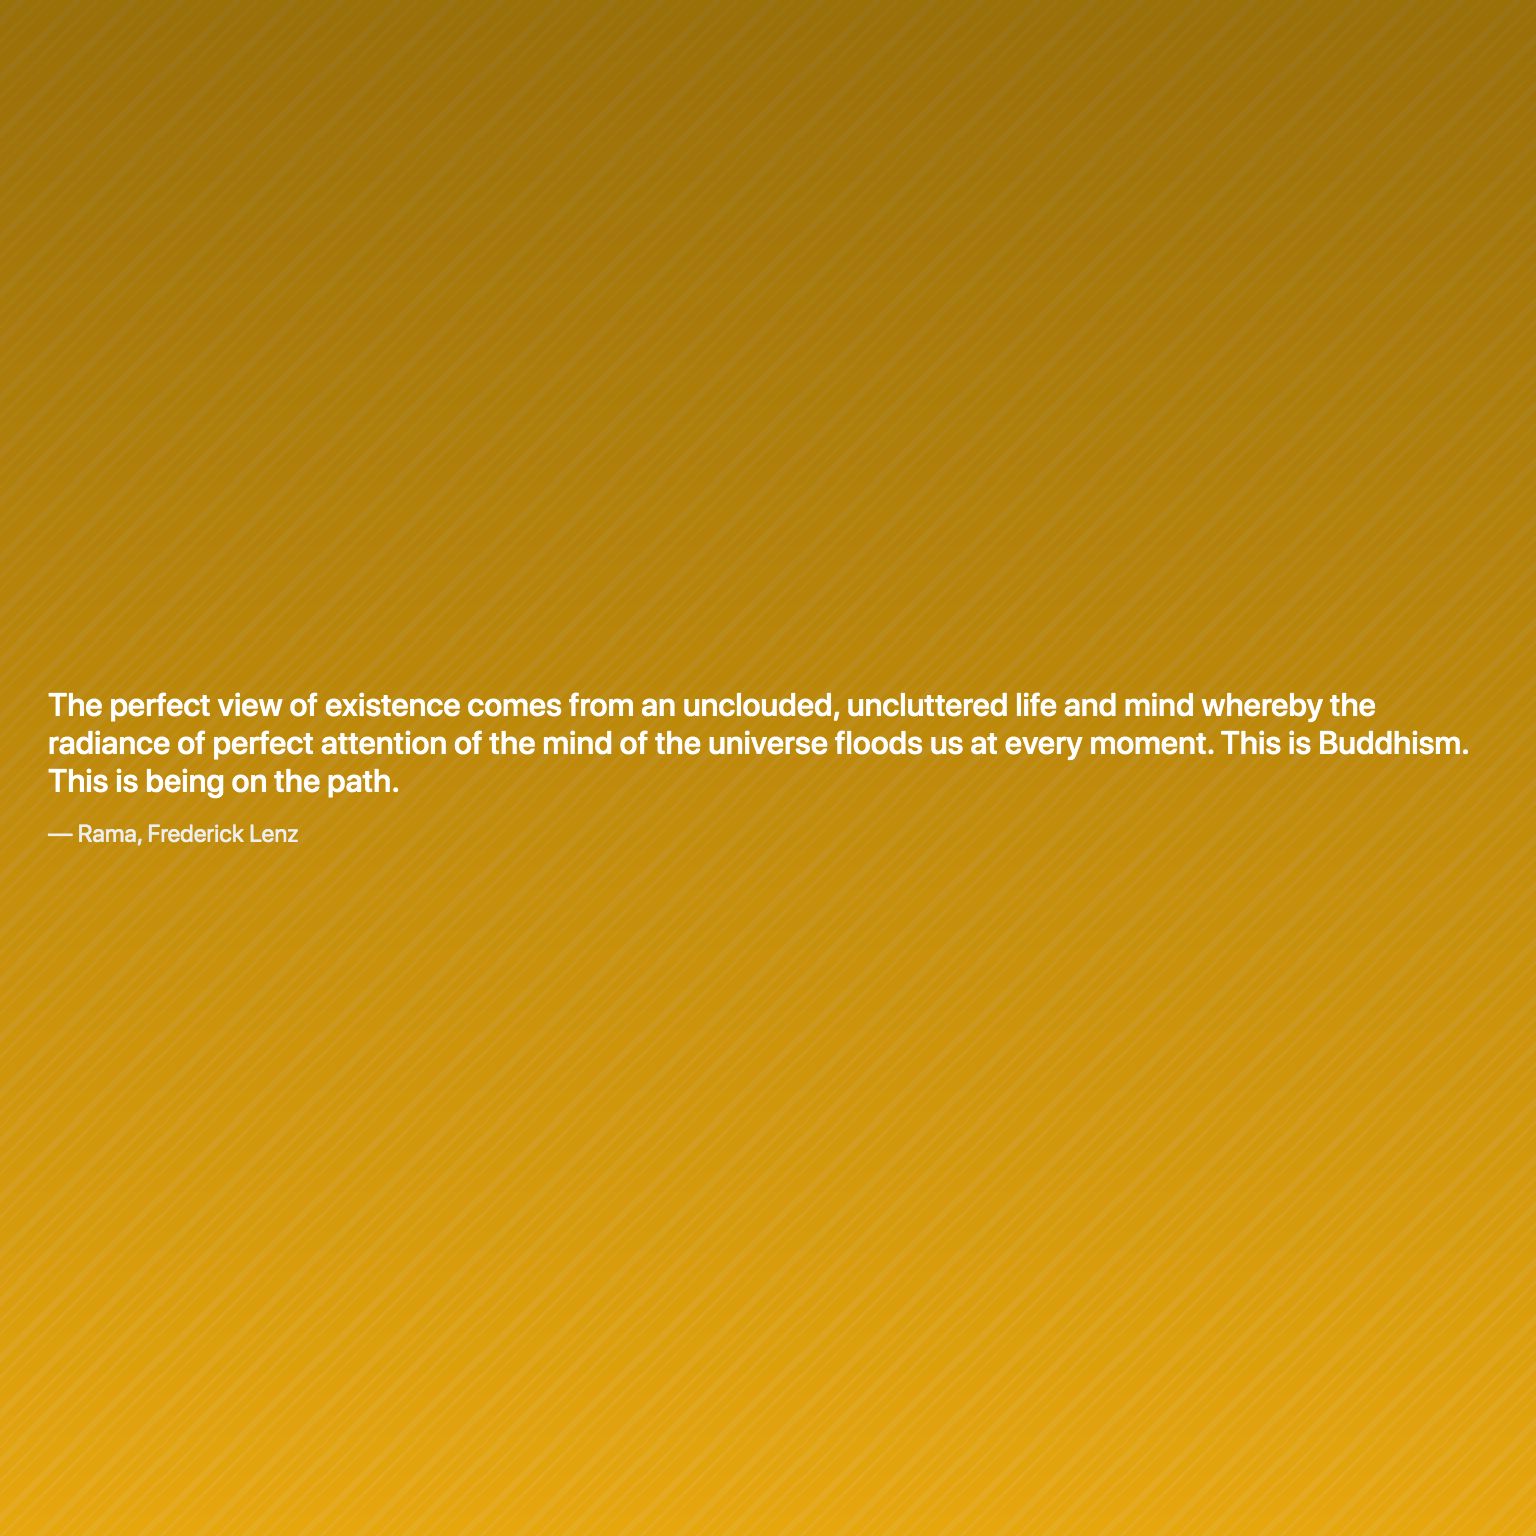 The perfect view of existence comes from an unclouded, uncluttered life and mind whereby the
radiance of perfect attention of the mind of the universe floods us at every moment. This is Buddhism.
This is being on the path.
— Rama, Frederick Lenz